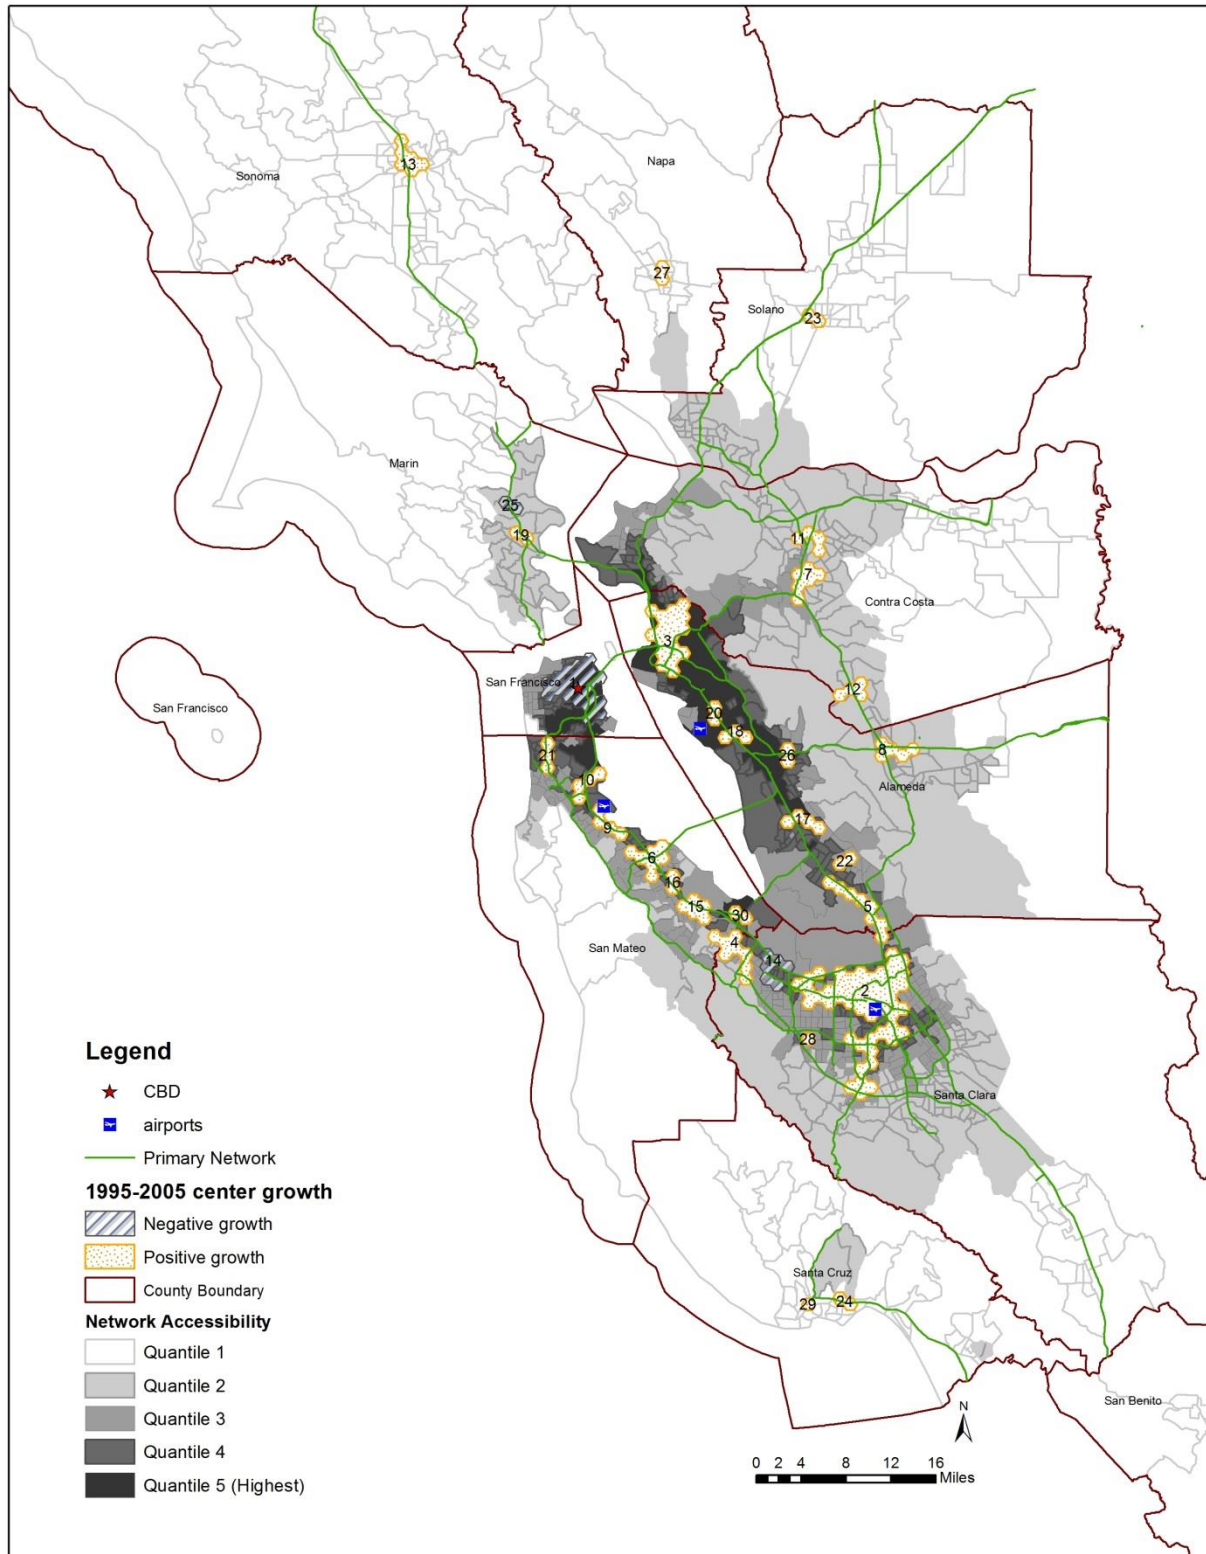 13
Sonoma
Napa
27
Solano
23
Marin
25
19
11
7
Contra Costa
3
San Francisco
1
San Francisco
12
20
18
21
26
8
Alameda
10
9
17
6
22
16
15
5
30
San Mateo
4
14
2
28
Santa Clara
Santa Cruz
29
24
San Benito
Legend
CBD
airports
Primary Network
1995-2005 center growth
Negative growth
Positive growth
County Boundary
Network Accessibility
Quantile 1
Quantile 2
Quantile 3
Quantile 4
Quantile 5 (Highest)
N
0 2 4 8 12 16
Miles